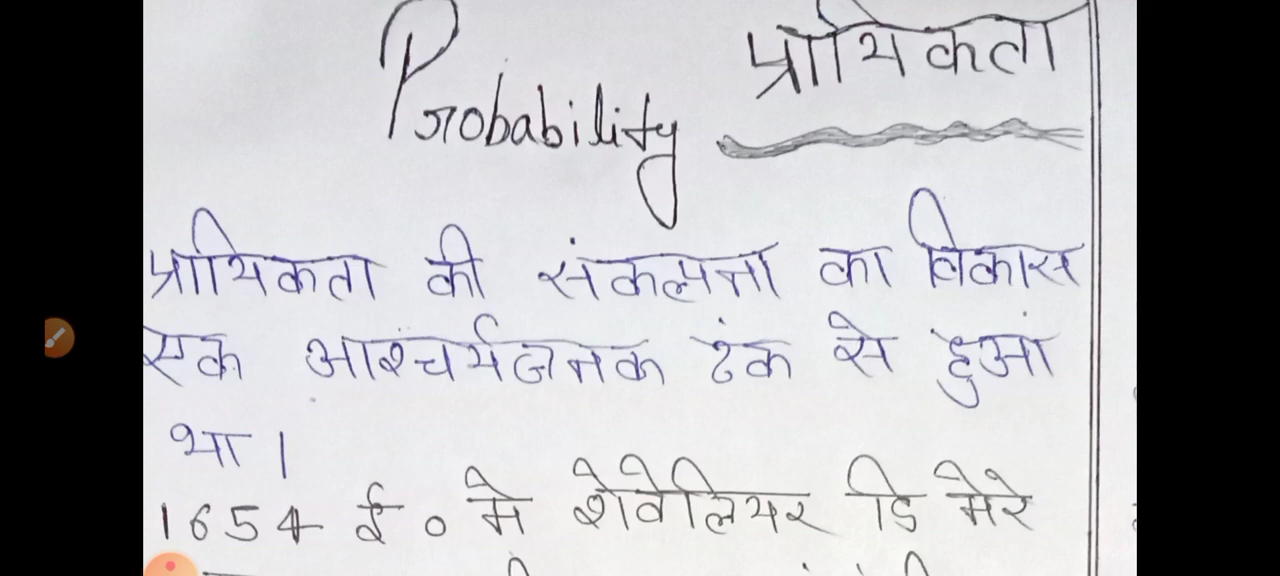 Probability प्रायिकता
प्रायिकता की संकल्पना का विकास
एक आश्चर्यजनक ढंक से हुआं
था।
1654 ई० मे शेवेलियर डि मेरे